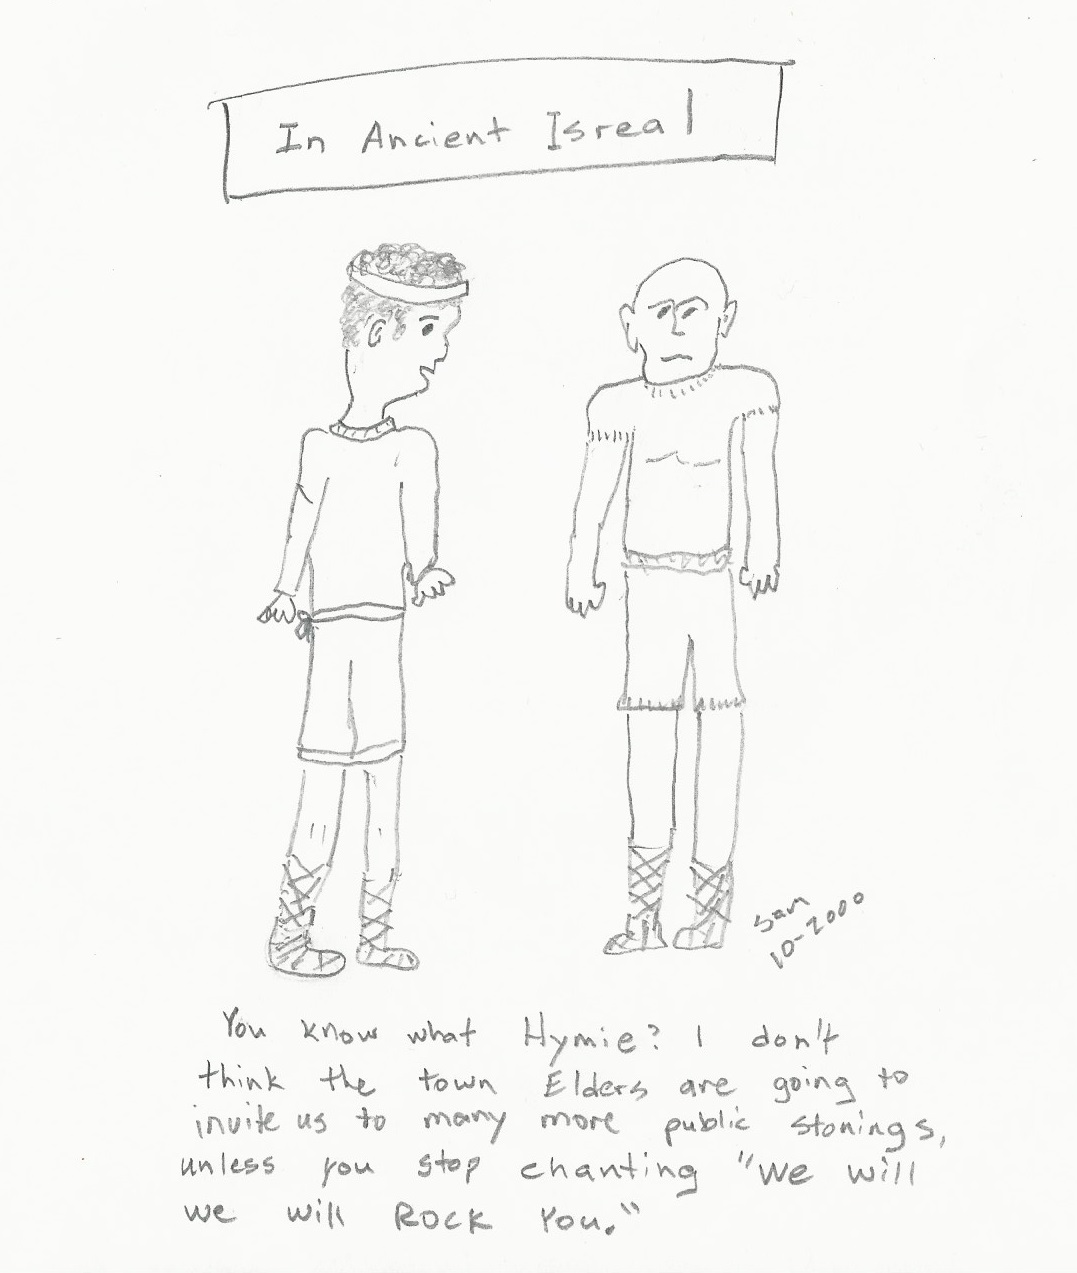 In Ancient Isreal
Sam
10-2000
You know what Hymie? I don't
think the town Elders are going to
invite us to many more public stonings,
unless you stop chanting "We will
we will ROCK You."